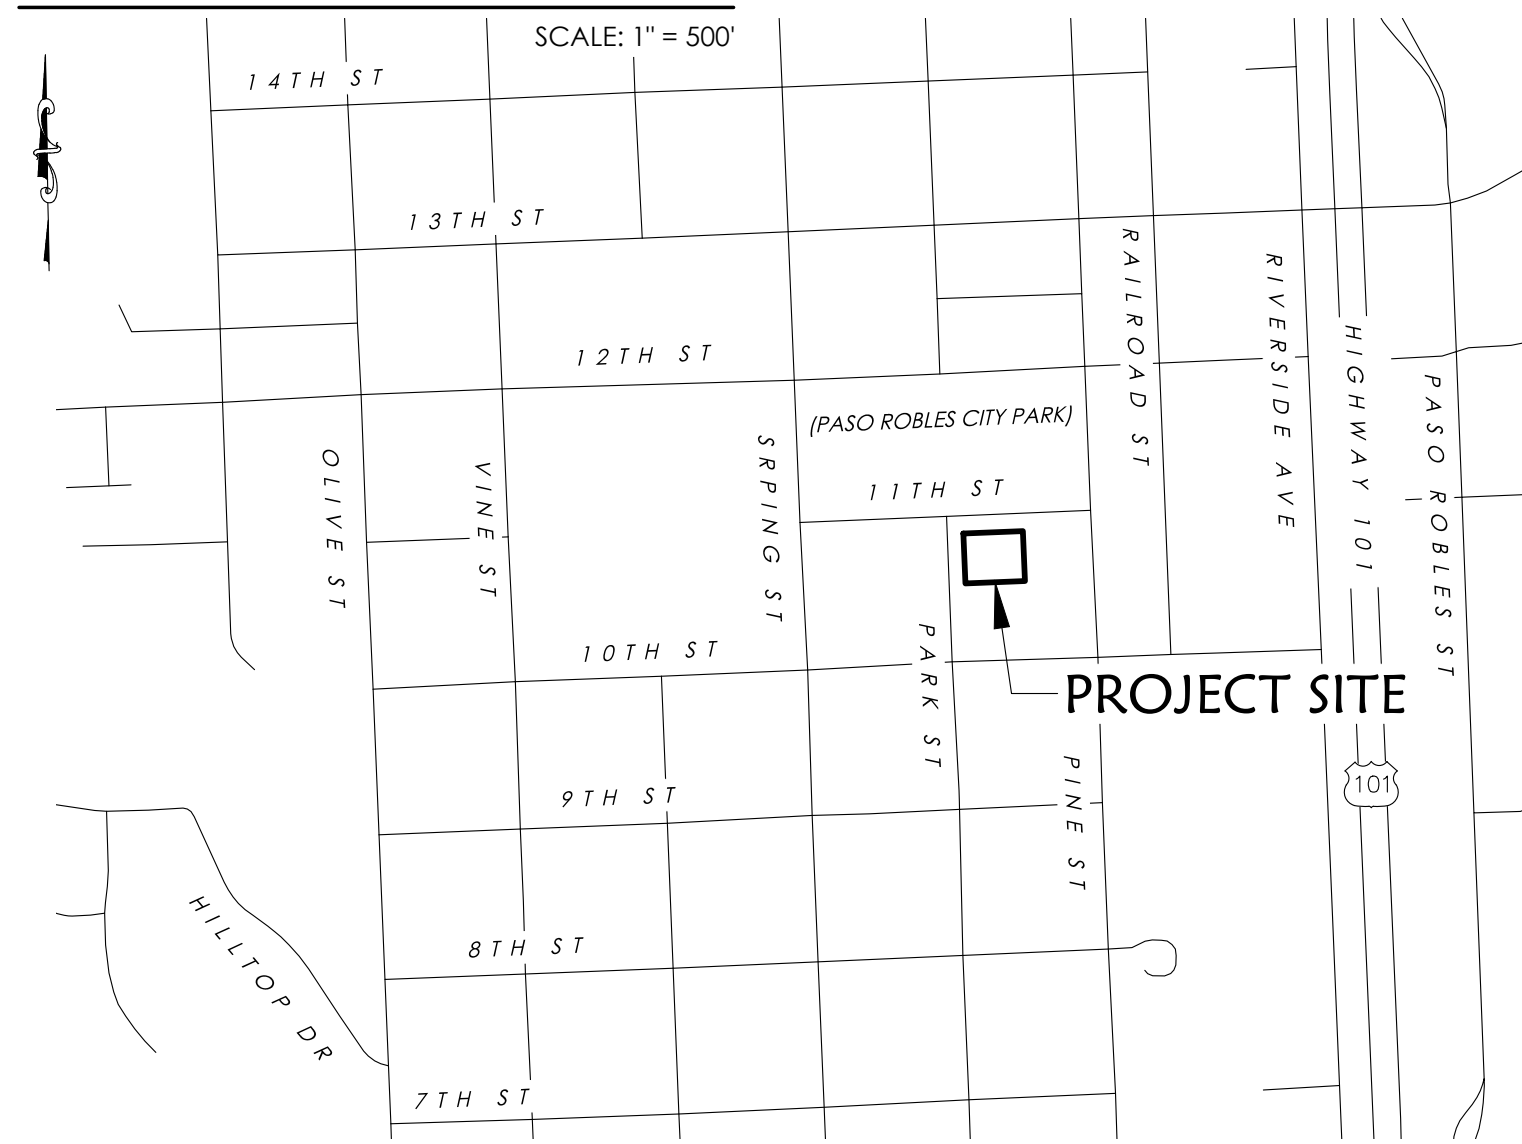 SCALE: 1" = 500'
14TH ST
13TH ST
RAILROAD ST
RIVERSIDE AVE
HIGHWAY 101
12TH ST
PASO ROBLES ST
(PASO ROBLES CITY PARK)
SRPING ST
OLIVE ST
VINE ST
11TH ST
PARK ST
10TH ST
PROJECT SITE
PINE ST
101
9TH ST
HILLTOP DR
8TH ST
7TH ST